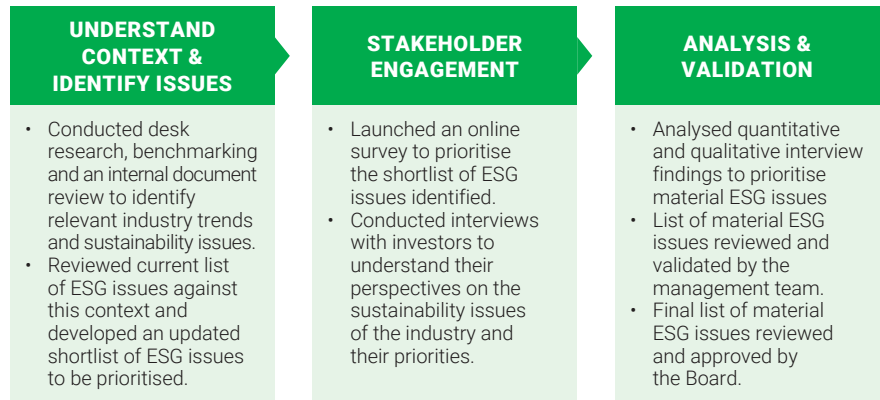 UNDERSTAND
CONTEXT &
IDENTIFY ISSUES
• Conducted desk
research, benchmarking
and an internal document
review to identify
relevant industry trends
and sustainability issues.
• Reviewed current list
of ESG issues against
this context and
developed an updated
shortlist of ESG issues
to be prioritised.
STAKEHOLDER
ENGAGEMENT
• Launched an online
survey to prioritise
the shortlist of ESG
issues identified.
• Conducted interviews
with investors to
understand their
perspectives on the
sustainability issues
of the industry and
their priorities.
ANALYSIS &
VALIDATION
• Analysed quantitative
and qualitative interview
findings to prioritise
material ESG issues
• List of material ESG
issues reviewed and
validated by the
management team.
• Final list of material
ESG issues reviewed
and approved by
the Board.